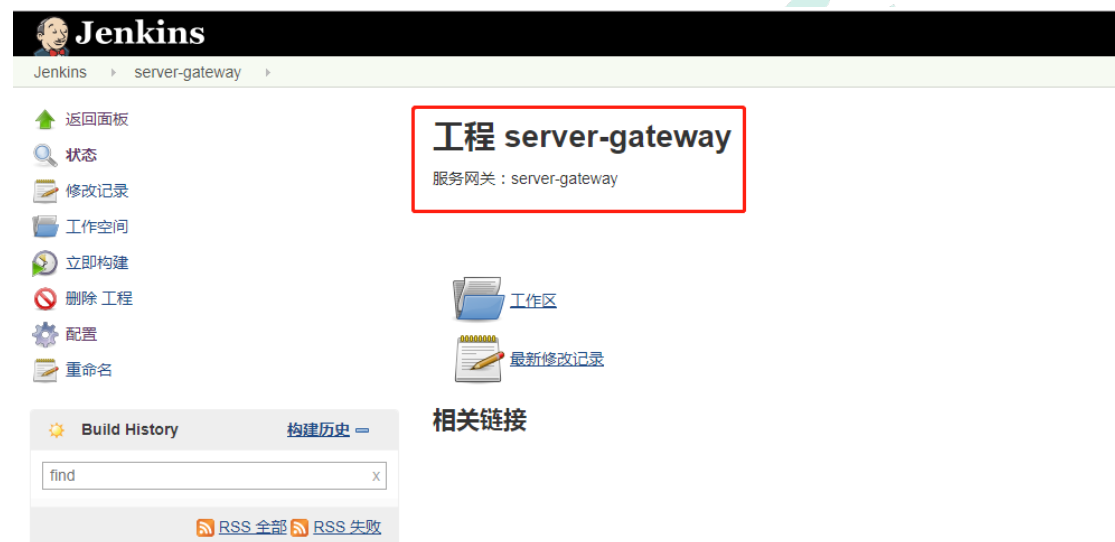 Jenkins
Jenkins server-gateway
返回面板
状态
修改记录
工作空间
立即构建
删除 工程
配置
重命名
Build History 构建历史
find x
RSS 全部 RSS 失败
工程 server-gateway
服务网关：server-gateway
工作区
最新修改记录
相关链接